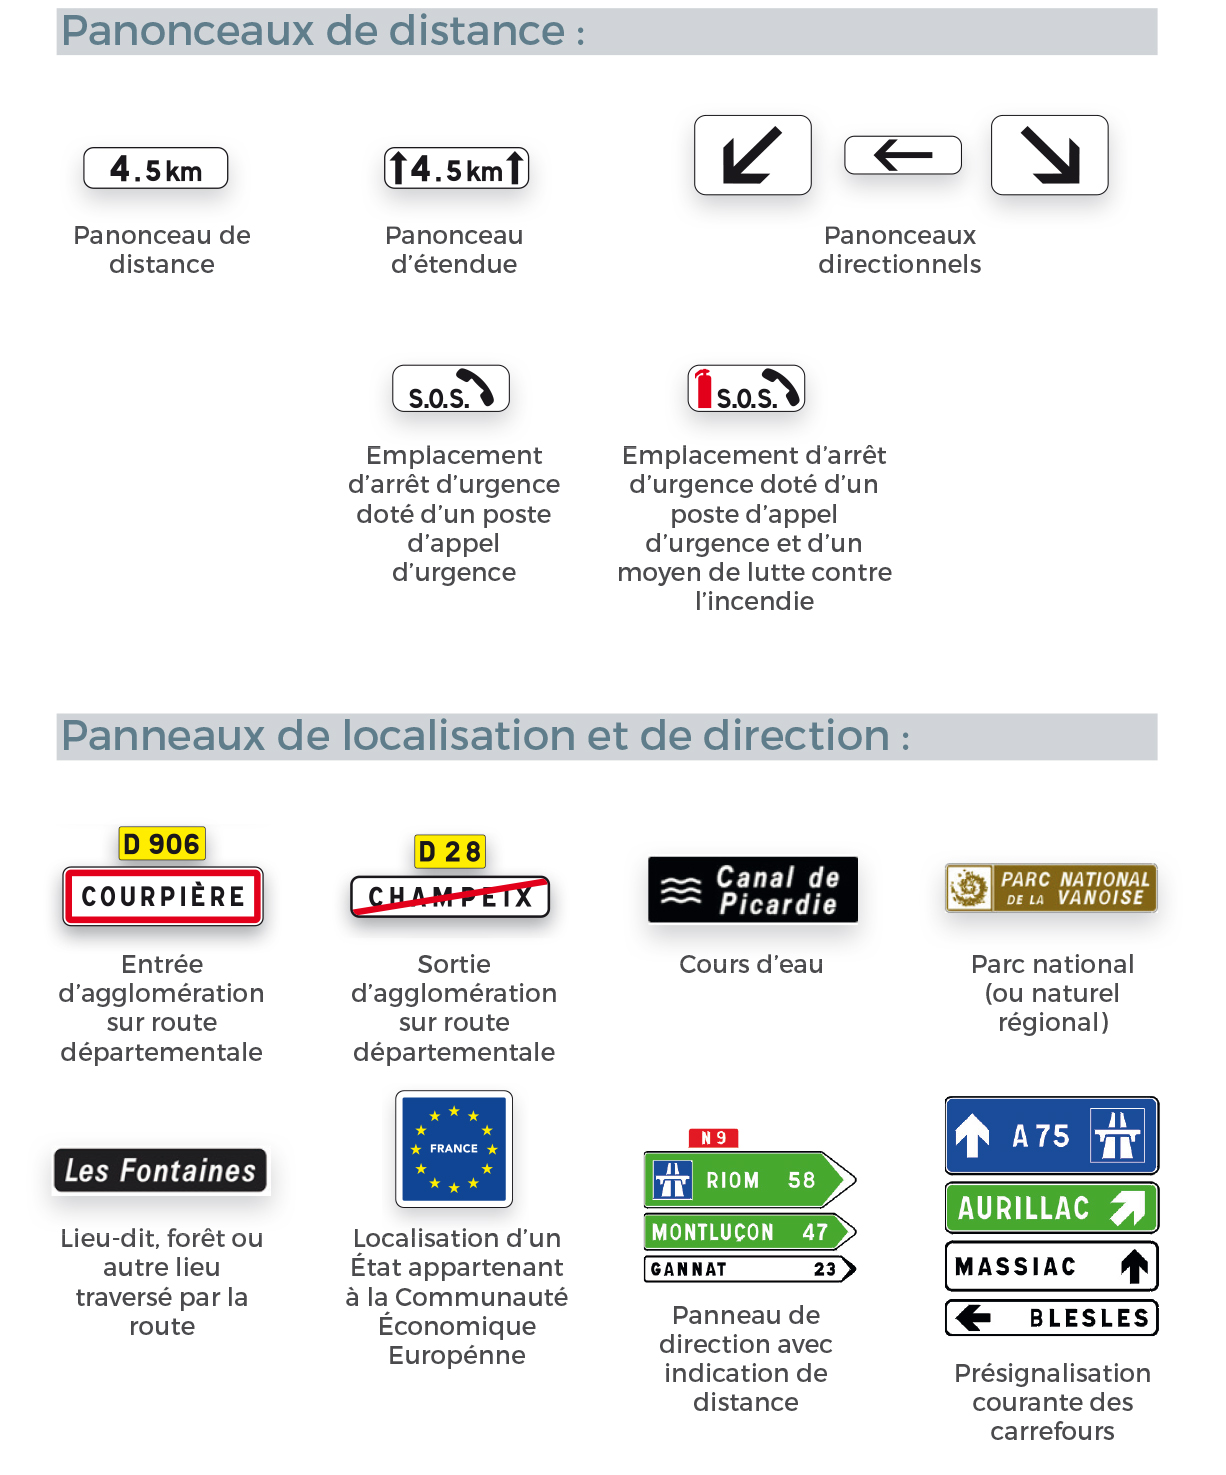 Panonceaux de distance :
4.5 km
4.5 km
Panonceau de
distance
Panonceau
d'étendue
Panonceaux
directionnels
S.O.S.
S.O.S.
Emplacement
d'arrêt d'urgence
doté d'un poste
d'appel
d'urgence
Emplacement d'arrêt
d'urgence doté d'un
poste d'appel
d'urgence et d'un
moyen de lutte contre
l'incendie
Panneaux de localisation et de direction :
D 906
COURPIÈRE
D 28
CHAMPEIX
Canal de
Picardie
PARC NATIONAL
DE LA VANOISE
Entrée
d'agglomération
sur route
départementale
Sortie
d'agglomération
sur route
départementale
Cours d'eau
Parc national
(ou naturel
régional)
Les Fontaines
FRANCE
N 9
RIOM 58
MONTLUÇON 47
GANNAT 23
A 75
AURILLAC
MASSIAC
BLESLES
Lieu-dit, forêt ou
autre lieu
traversé par la
route
Localisation d'un
État appartenant
à la Communauté
Économique
Europénne
Panneau de
direction avec
indication de
distance
Présignalisation
courante des
carrefours